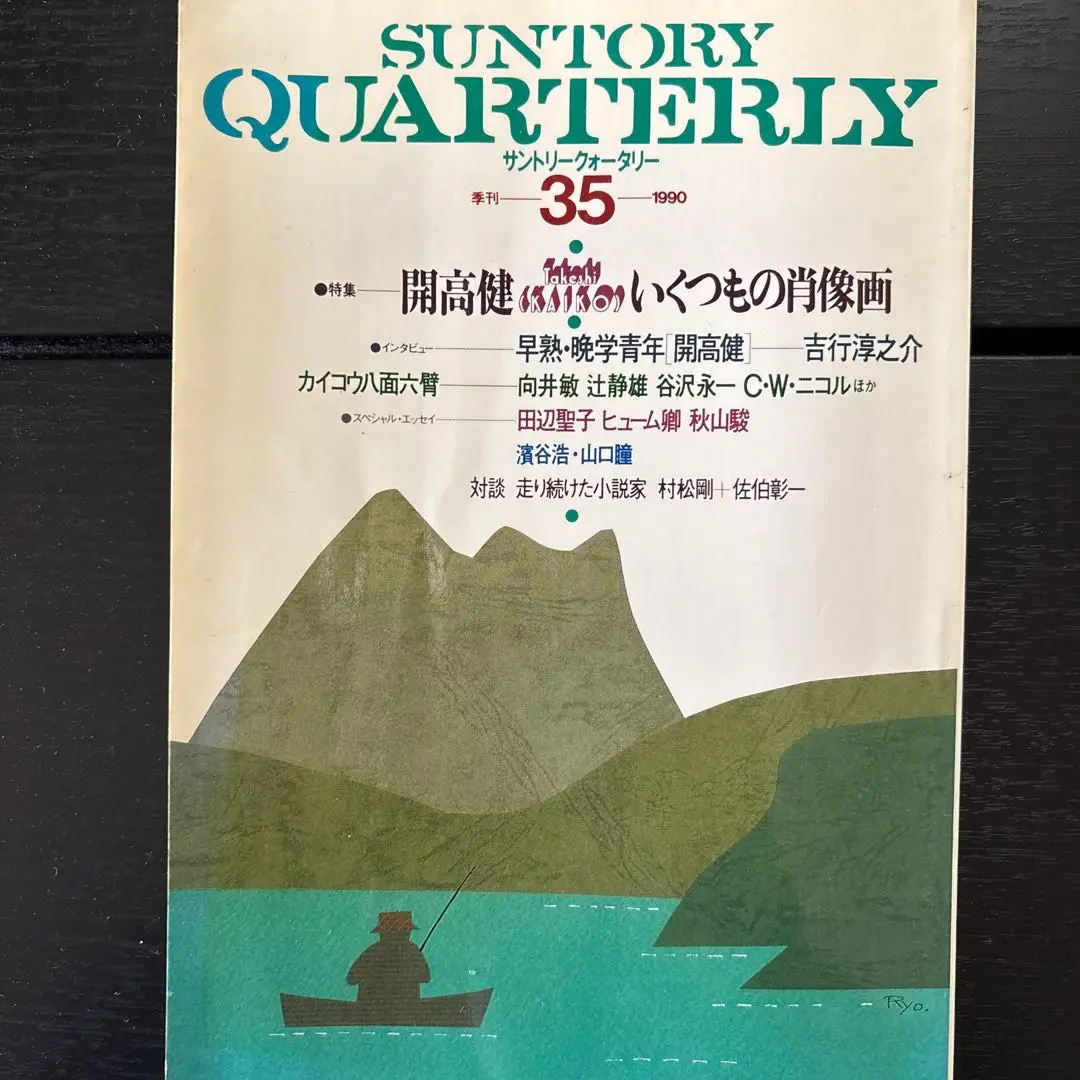 SUNTORY
QUARTERLY
サントリークォータリー
季刊——35——1990
●特集——開高健 Takeshi KAIKO いくつもの肖像画
●インタビュー——早熟・晩学青年[開高健]——吉行淳之介
カイコウ八面六臂——向井敏 辻静雄 谷沢永一 C・W・ニコル ほか
●スペシャル・エッセイ——田辺聖子 ヒューム卿 秋山駿
濱谷浩・山口瞳
対談 走り続けた小説家 村松剛+佐伯彰一
Ryo.